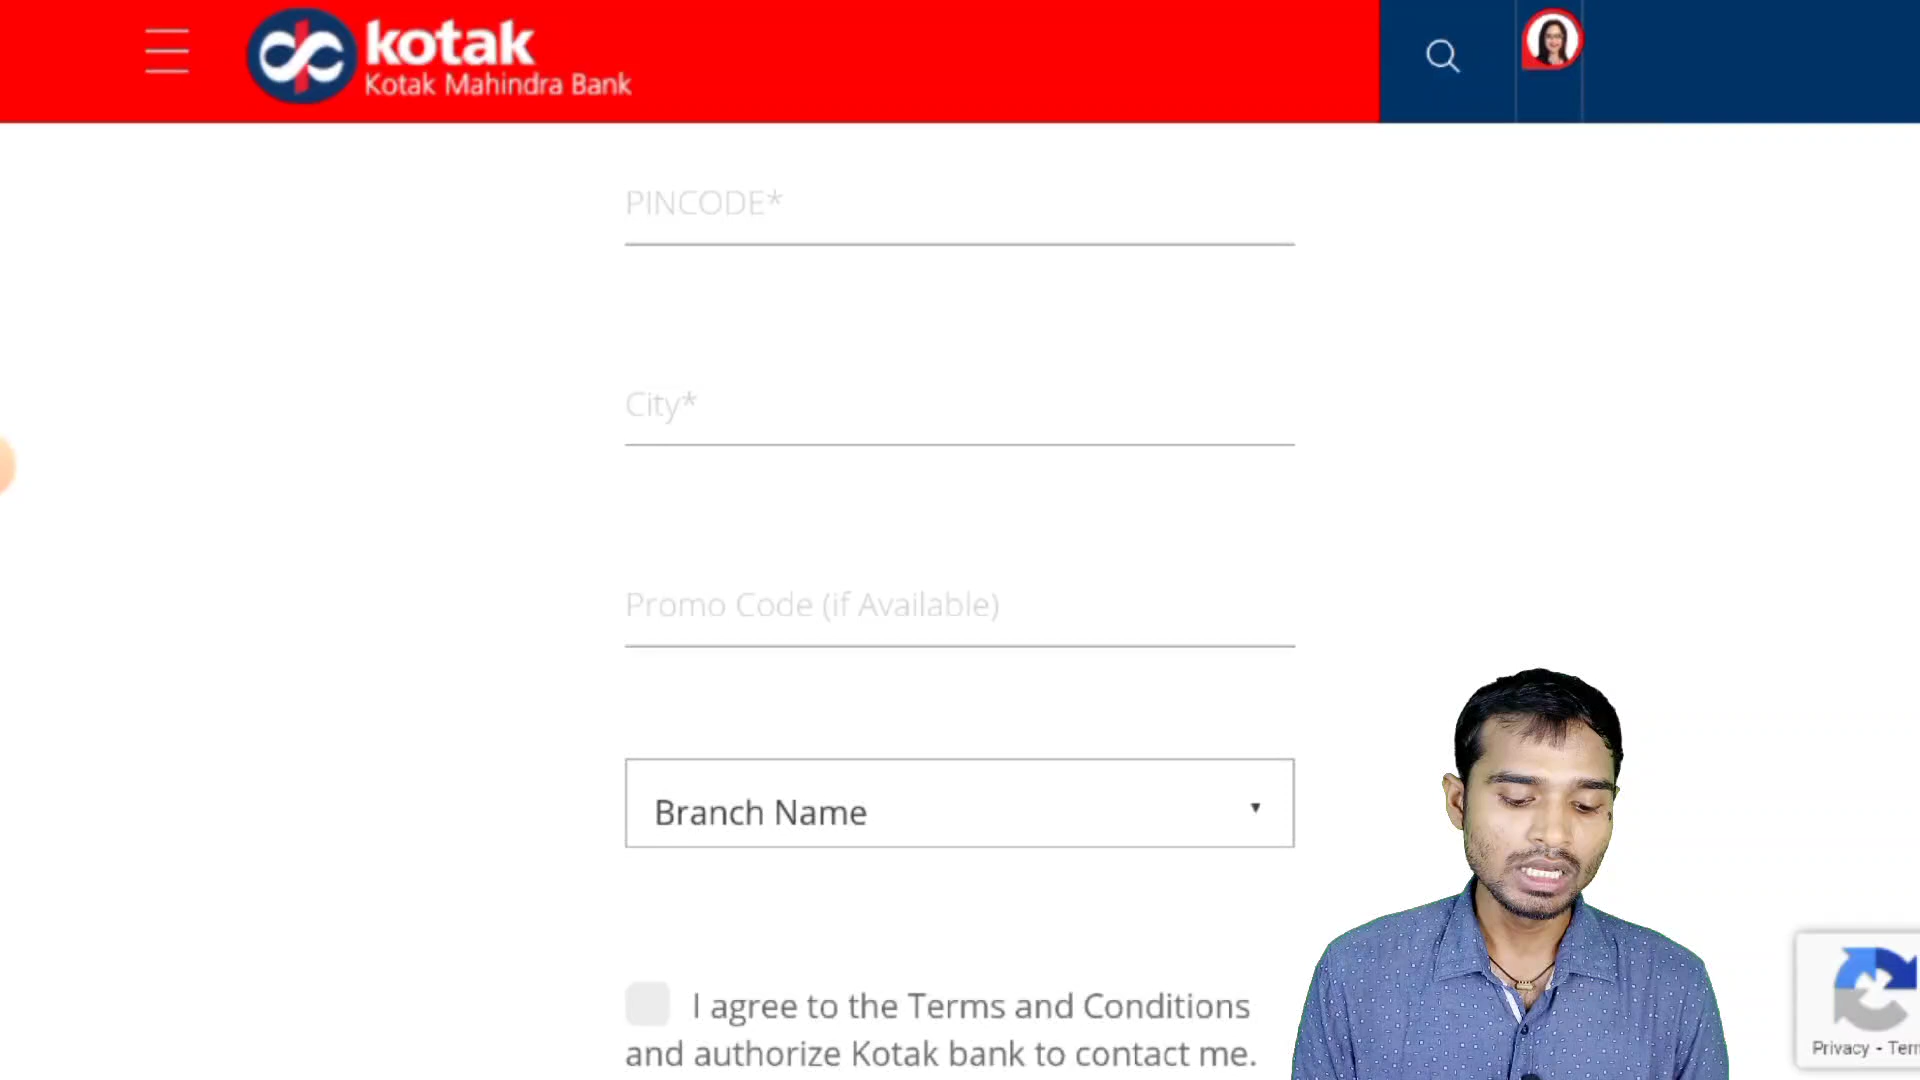 kotak
Kotak Mahindra Bank
PINCODE*
City*
Promo Code (if Available)
Branch Name
I agree to the Terms and Conditions
and authorize Kotak bank to contact me.
Privacy -